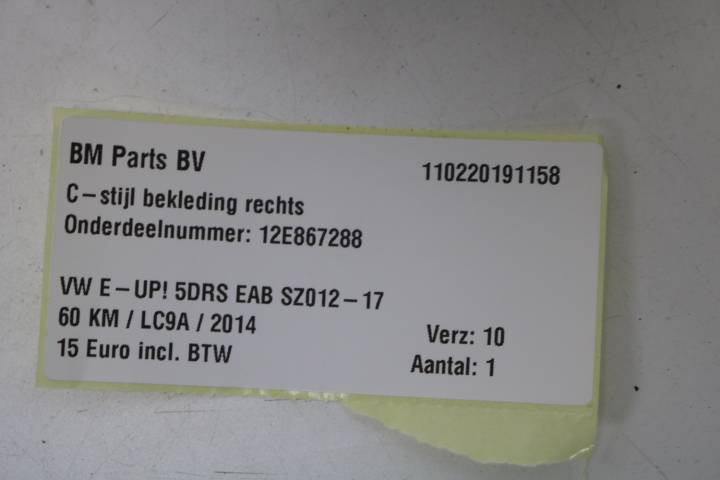 BM Parts BV
110220191158
C-stijl bekleding rechts
Onderdeelnummer: 12E867288
VW E-UP! 5DRS EAB SZ012-17
60 KM / LC9A / 2014
Verz: 10
15 Euro incl. BTW
Aantal: 1